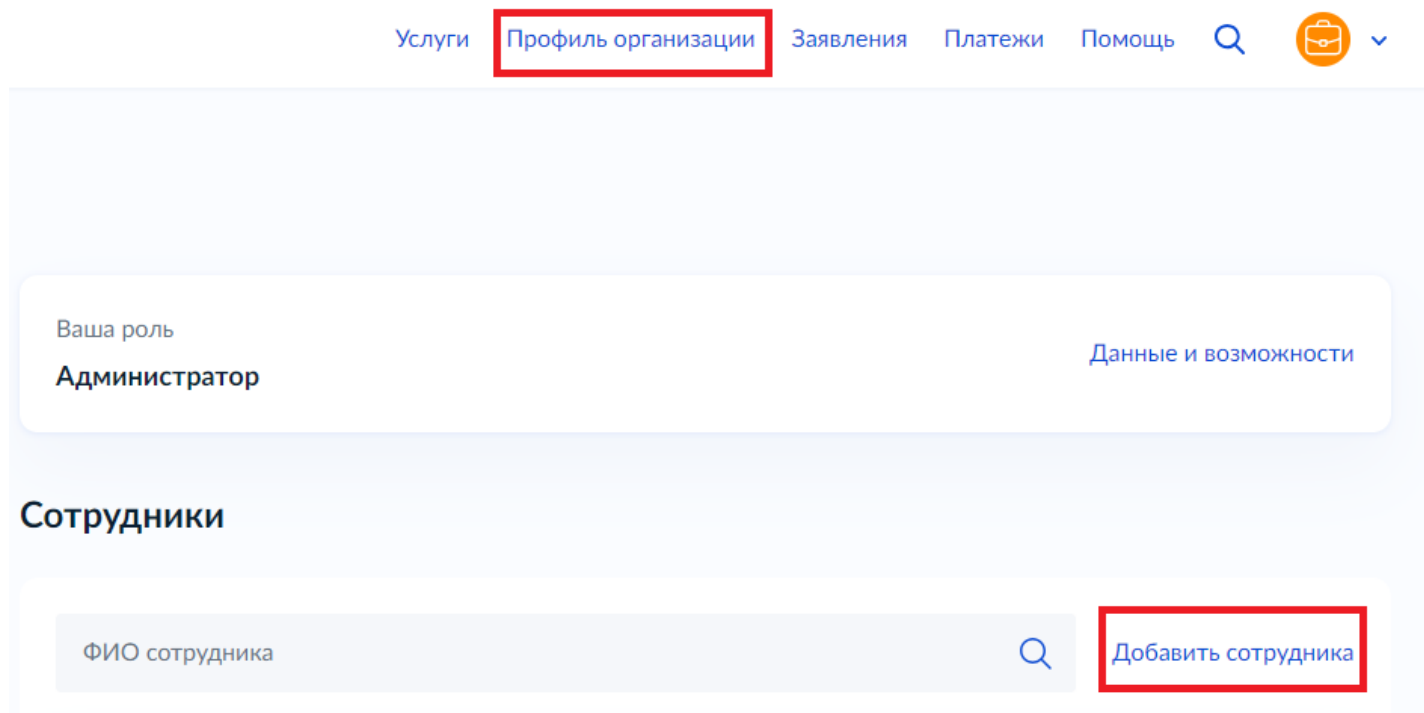 Услуги Профиль организации Заявления Платежи Помощь
Ваша роль
Администратор
Данные и возможности
Сотрудники
ФИО сотрудника
Добавить сотрудника